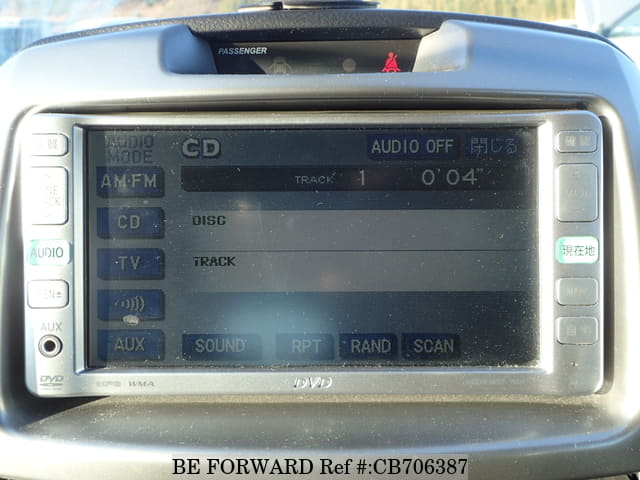 PASSENGER
AUDIO MODE CD AUDIO OFF 閉じる
AM·FM TRACK 1 0'04"
CD DISC
AUDIO 現在地
TV TRACK
AUX
AUX SOUND RPT RAND SCAN
DVD WMA DVD
BE FORWARD Ref #:CB706387